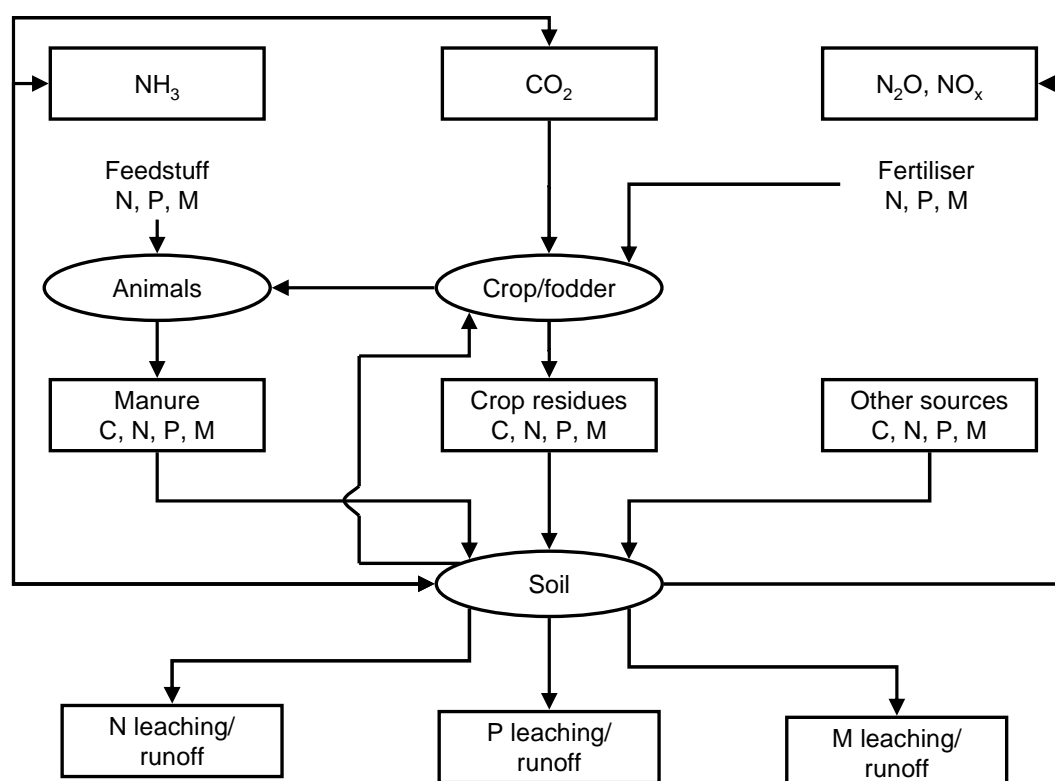 NH₃
CO₂
N₂O, NOₓ
Feedstuff
N, P, M
Fertiliser
N, P, M
Animals
Crop/fodder
Manure
C, N, P, M
Crop residues
C, N, P, M
Other sources
C, N, P, M
Soil
N leaching/
runoff
P leaching/
runoff
M leaching/
runoff